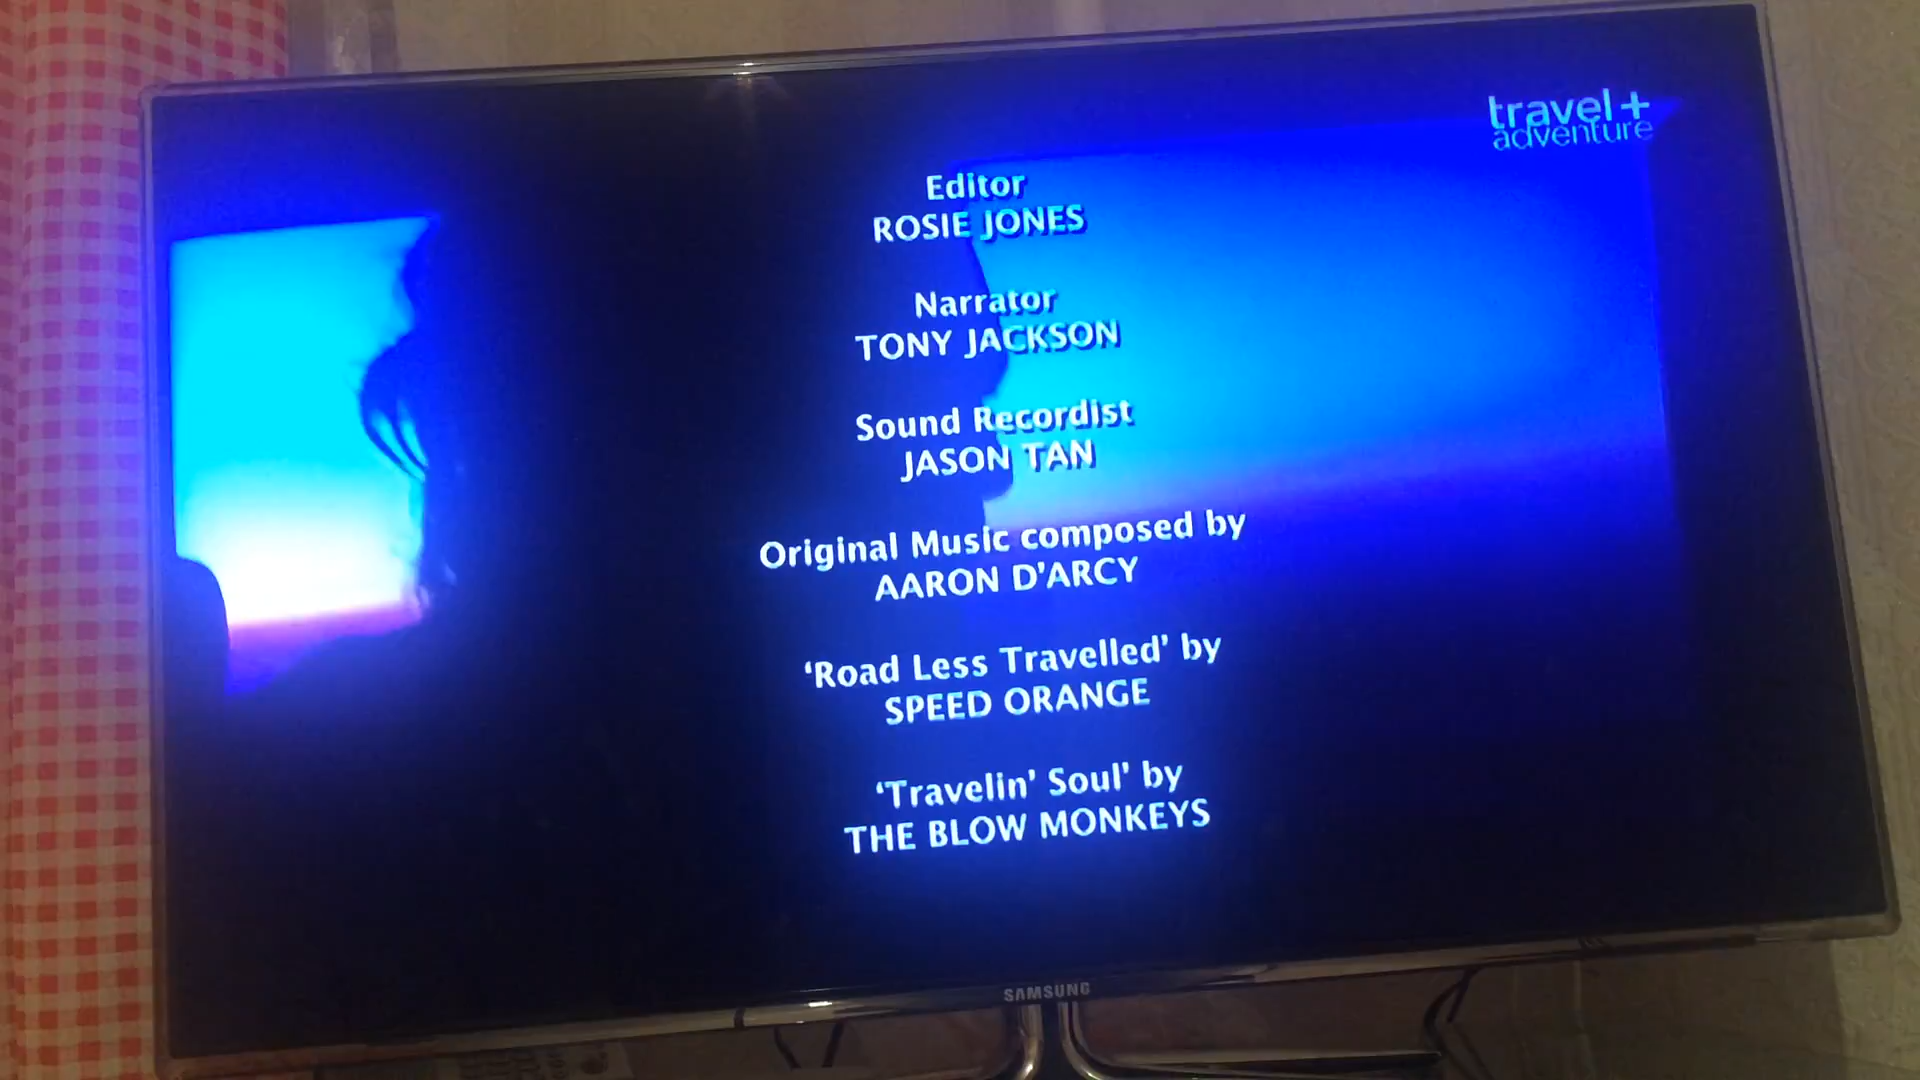 travel+
adventure
Editor
ROSIE JONES
Narrator
TONY JACKSON
Sound Recordist
JASON TAN
Original Music composed by
AARON D'ARCY
‘Road Less Travelled’ by
SPEED ORANGE
‘Travelin’ Soul’ by
THE BLOW MONKEYS
SAMSUNG